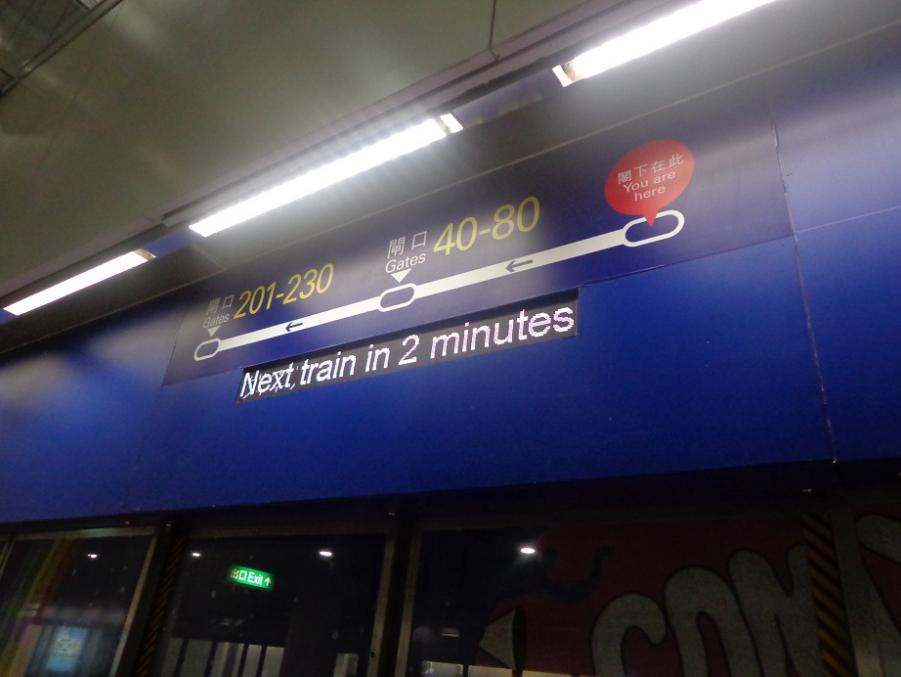 閣下在此
You are
here
閘口
Gates
40-80
閘口
Gates
201-230
Next train in 2 minutes
出口 Exit
CON